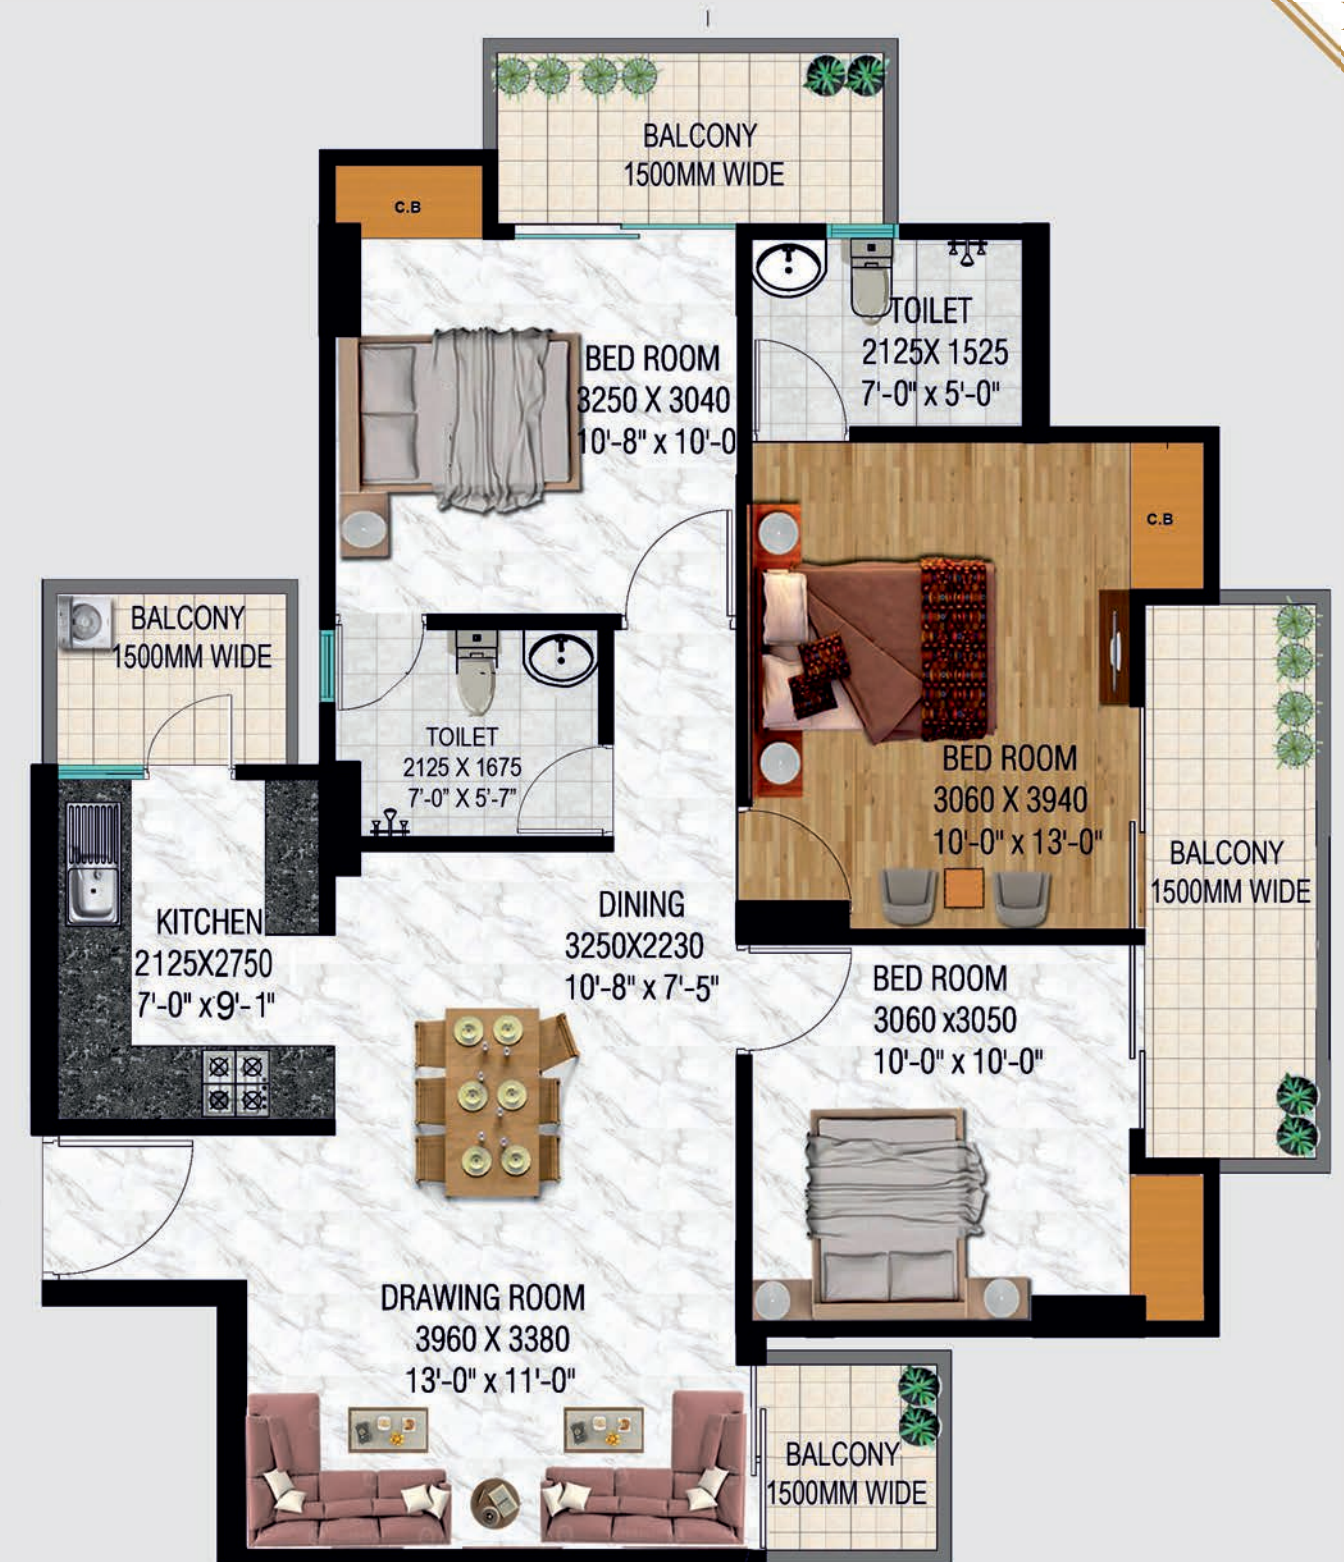 BALCONY
1500MM WIDE
C.B
TOILET
2125X 1525
7'-0" x 5'-0"
BED ROOM
3250 X 3040
10'-8" x 10'-0
C.B
BALCONY
1500MM WIDE
TOILET
2125 X 1675
7'-0" X 5'-7"
BED ROOM
3060 X 3940
10'-0" x 13'-0"
BALCONY
1500MM WIDE
KITCHEN
2125X2750
7'-0" x9'-1"
DINING
3250X2230
10'-8" x 7'-5"
BED ROOM
3060 x3050
10'-0" x 10'-0"
DRAWING ROOM
3960 X 3380
13'-0" x 11'-0"
BALCONY
1500MM WIDE